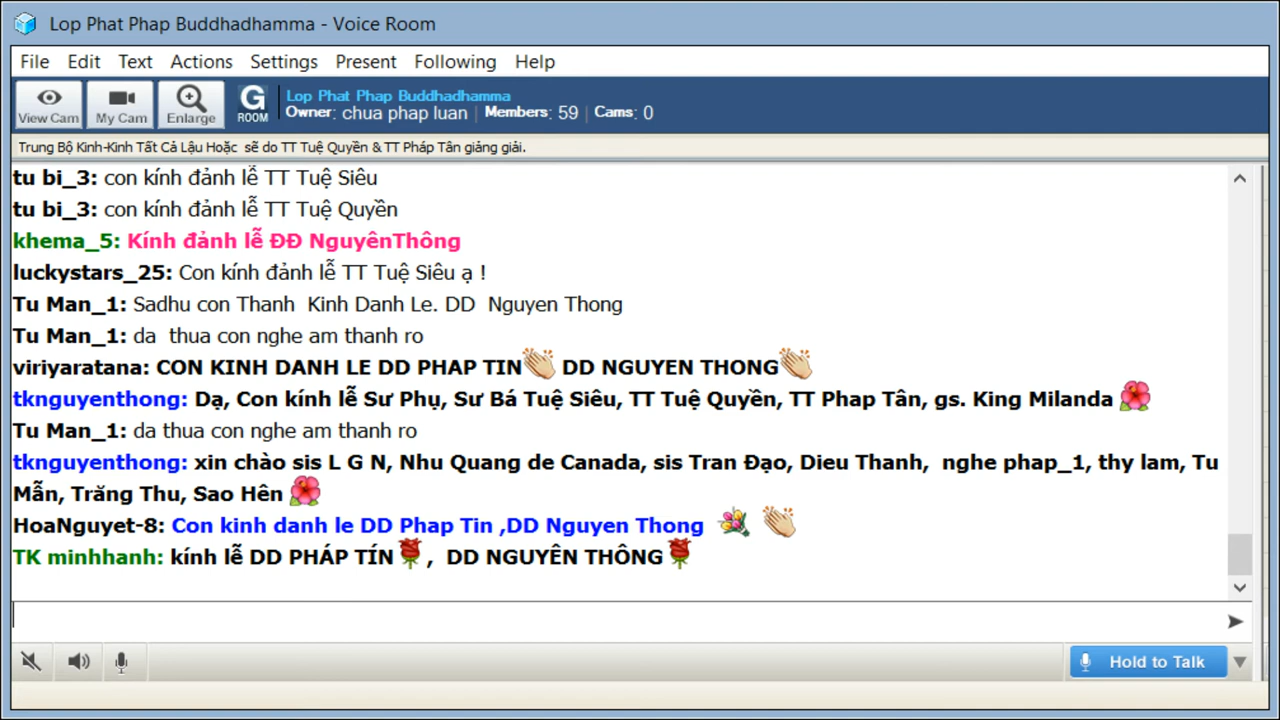 Lop Phat Phap Buddhadhamma - Voice Room
File Edit Text Actions Settings Present Following Help
View Cam My Cam Enlarge G ROOM Lop Phat Phap Buddhadhamma
Owner: chua phap luan | Members: 59 | Cams: 0
Trung Bộ Kinh-Kinh Tất Cả Lậu Hoặc sẽ do TT Tuệ Quyền & TT Pháp Tân giảng giải.
tu bi_3: con kính đảnh lễ TT Tuệ Siêu
tu bi_3: con kính đảnh lễ TT Tuệ Quyền
khema_5: Kính đảnh lễ ĐĐ NguyênThông
luckystars_25: Con kính đảnh lễ TT Tuệ Siêu ạ !
Tu Man_1: Sadhu con Thanh Kinh Danh Le. DD Nguyen Thong
Tu Man_1: da thua con nghe am thanh ro
viriyaratana: CON KINH DANH LE DD PHAP TIN DD NGUYEN THONG
tknguyenthong: Dạ, Con kính lễ Sư Phụ, Sư Bá Tuệ Siêu, TT Tuệ Quyền, TT Phap Tân, gs. King Milanda
Tu Man_1: da thua con nghe am thanh ro
tknguyenthong: xin chào sis L G N, Nhu Quang de Canada, sis Tran Đạo, Dieu Thanh, nghe phap_1, thy lam, Tu
Mẫn, Trăng Thu, Sao Hên
HoaNguyet-8: Con kinh danh le DD Phap Tin ,DD Nguyen Thong
TK minhhanh: kính lễ DD PHÁP TÍN , DD NGUYÊN THÔNG
Hold to Talk